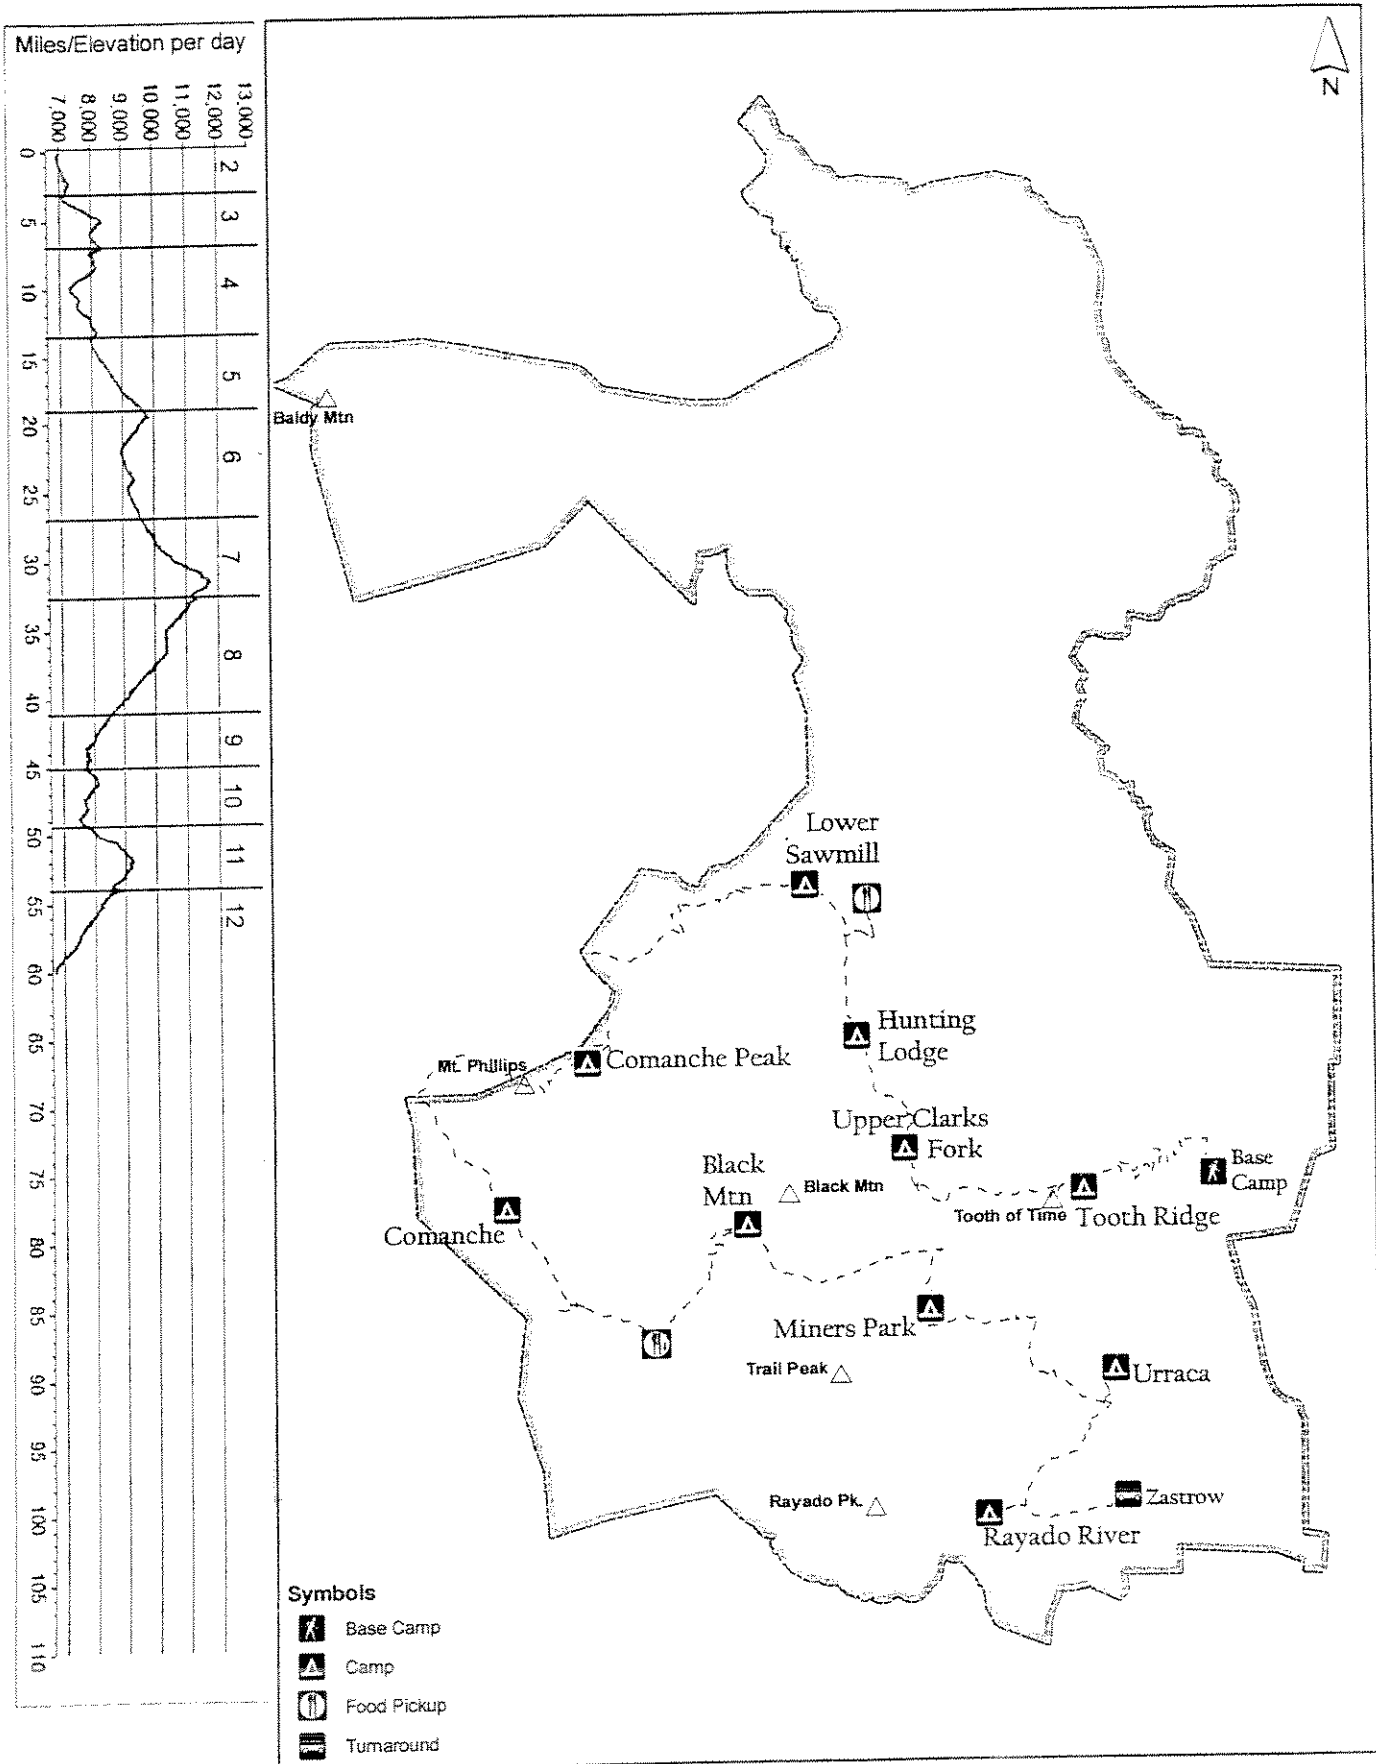 Miles/Elevation per day
13,000
12,000
11,000
10,000
9,000
8,000
7,000
2
3
4
5
6
7
8
9
10
11
12
0
5
10
15
20
25
30
35
40
45
50
55
60
65
70
75
80
85
90
95
100
105
110
N
Baldy Mtn
Lower
Sawmill
Hunting
Lodge
Comanche Peak
Mt. Phillips
Upper Clarks
Fork
Black
Mtn
Black Mtn
Base
Camp
Tooth of Time
Tooth Ridge
Comanche
Miners Park
Trail Peak
Urraca
Rayado Pk.
Zastrow
Rayado River
Symbols
Base Camp
Camp
Food Pickup
Turnaround